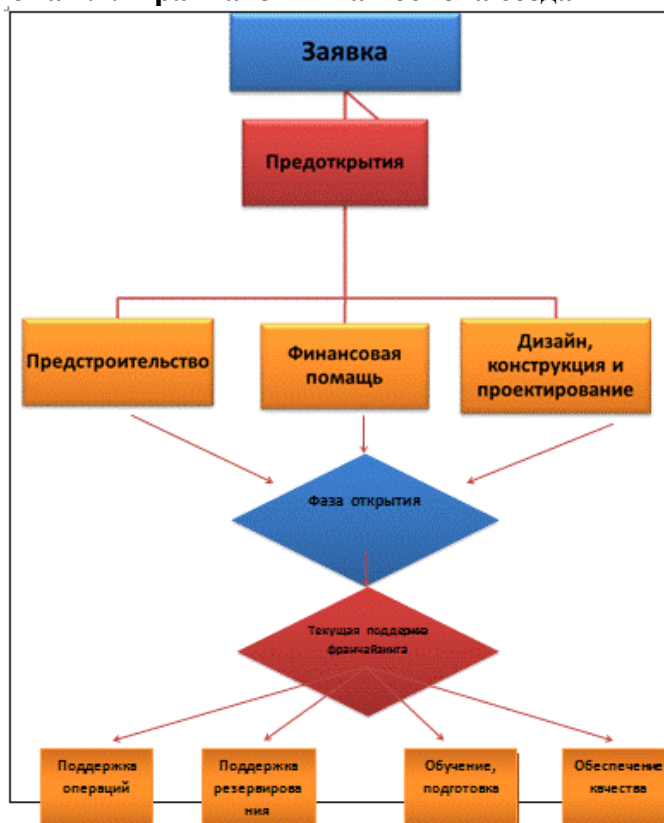 Заявка
Предоткрытия
Предстроительство
Финансовая
помощь
Дизайн,
конструкция и
проектирование
Фаза открытия
Текущая поддержка
франчайзинга
Поддержка
операций
Поддержка
резервирова
ния
Обучение,
подготовка
Обеспечение
качества